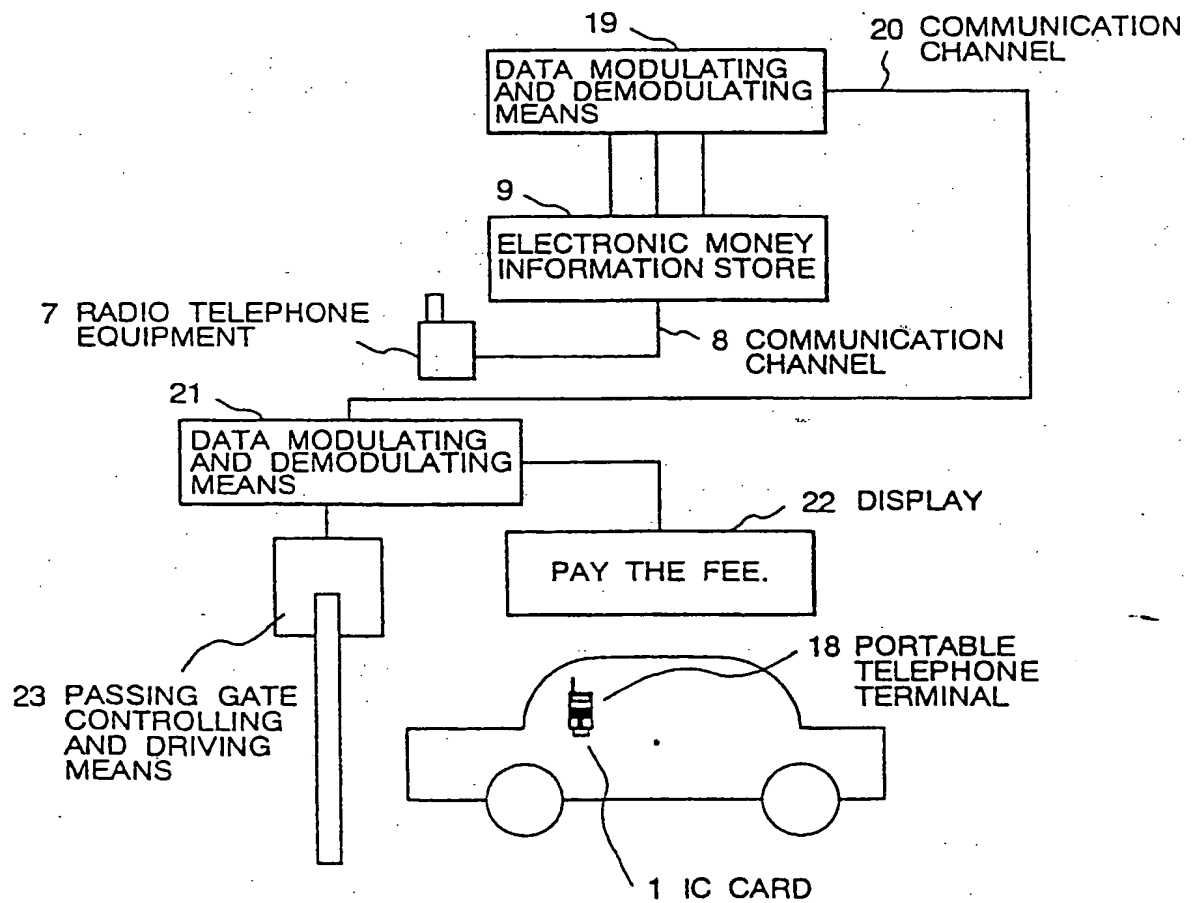 19
20 COMMUNICATION
CHANNEL
DATA MODULATING
AND DEMODULATING
MEANS
9
ELECTRONIC MONEY
INFORMATION STORE
7 RADIO TELEPHONE
EQUIPMENT
8 COMMUNICATION
CHANNEL
21
DATA MODULATING
AND DEMODULATING
MEANS
22 DISPLAY
PAY THE FEE.
18 PORTABLE
TELEPHONE
TERMINAL
23 PASSING GATE
CONTROLLING
AND DRIVING
MEANS
1 IC CARD